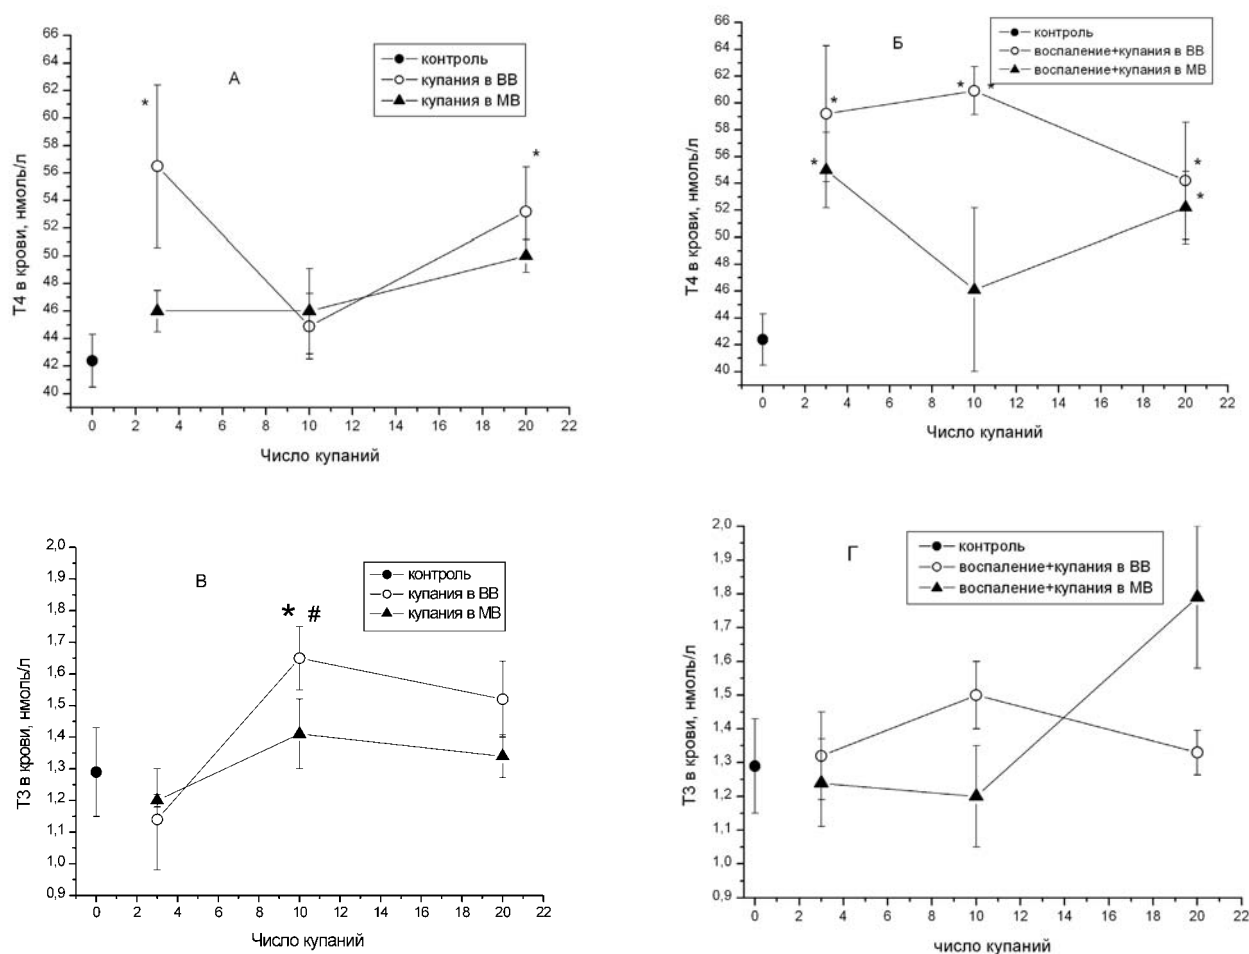 А
контроль
купания в ВВ
купания в МВ
*
*
Т4 в крови, нмоль/л
66
64
62
60
58
56
54
52
50
48
46
44
42
40
0 2 4 6 8 10 12 14 16 18 20 22
Число купаний
Б
контроль
воспаление+купания в ВВ
воспаление+купания в МВ
* * *
* *
*
Т4 в крови, нмоль/л
66
64
62
60
58
56
54
52
50
48
46
44
42
40
0 2 4 6 8 10 12 14 16 18 20 22
Число купаний
В
контроль
купания в ВВ
купания в МВ
* #
Т3 в крови, нмоль/л
2,0
1,9
1,8
1,7
1,6
1,5
1,4
1,3
1,2
1,1
1,0
0,9
0 2 4 6 8 10 12 14 16 18 20 22
Число купаний
Г
контроль
воспаление+купания в ВВ
воспаление+купания в МВ
Т3 в крови, нмоль/л
2,0
1,9
1,8
1,7
1,6
1,5
1,4
1,3
1,2
1,1
1,0
0,9
0 2 4 6 8 10 12 14 16 18 20 22
число купаний